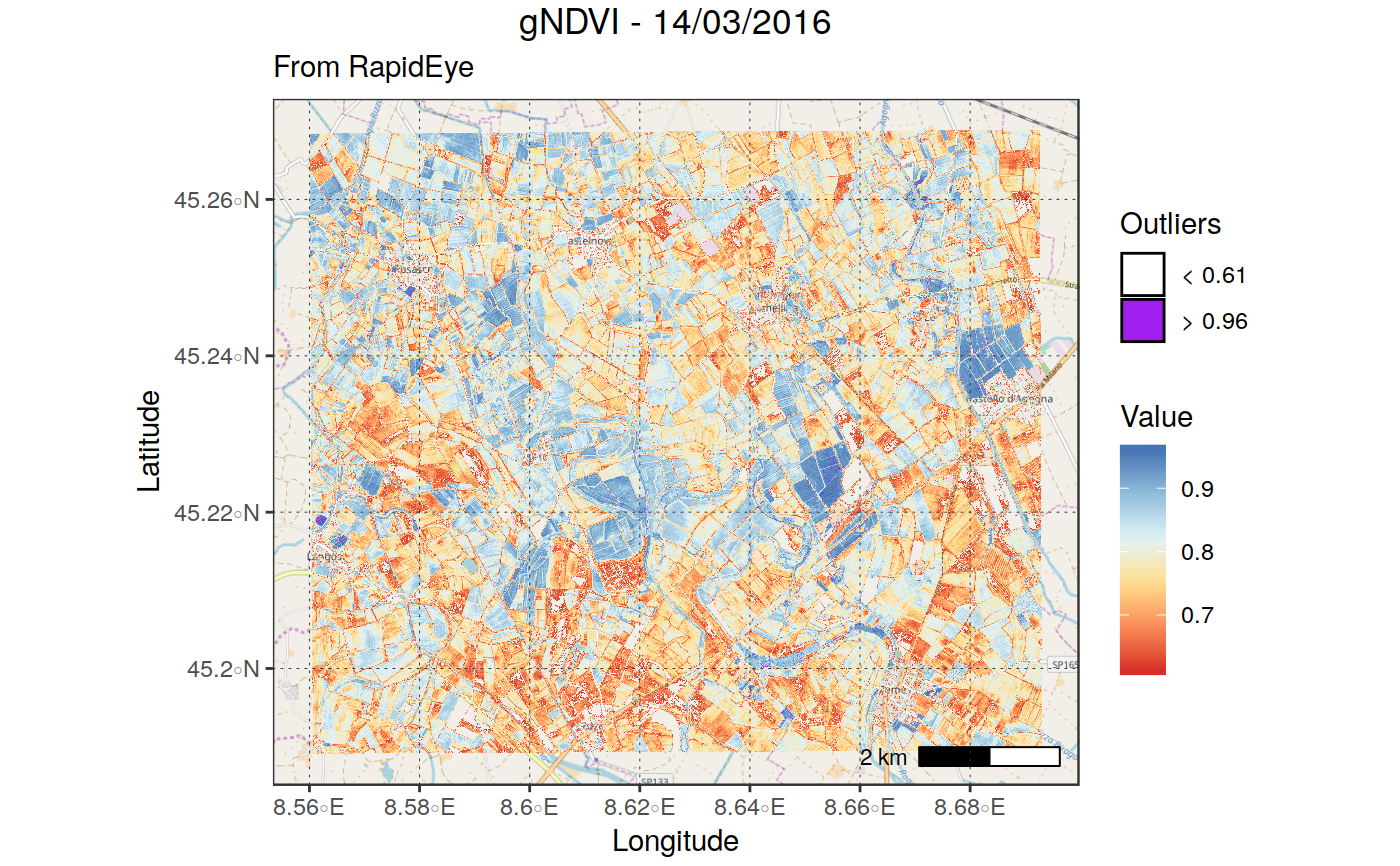 gNDVI - 14/03/2016
From RapidEye
45.26°N
45.24°N
45.22°N
45.2°N
Latitude
8.56°E
8.58°E
8.6°E
8.62°E
8.64°E
8.66°E
8.68°E
Longitude
2 km
SP133
SP165
Outliers
< 0.61
> 0.96
Value
0.9
0.8
0.7